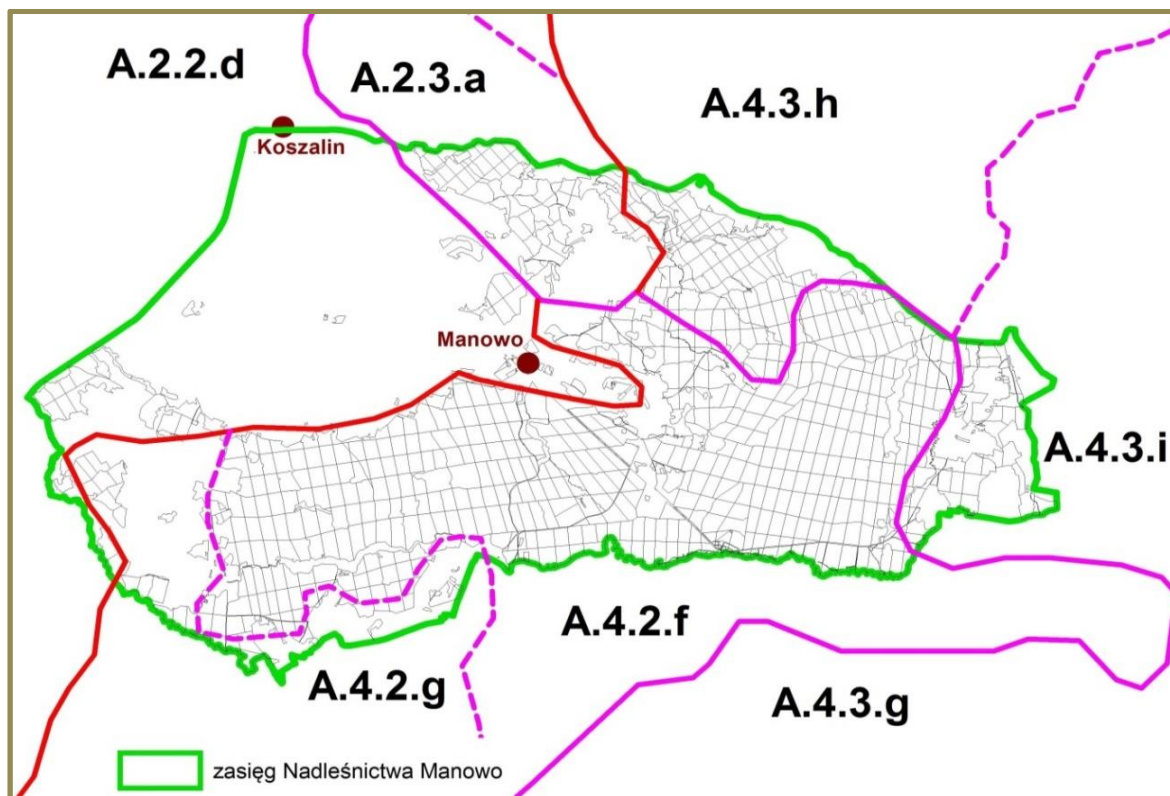 A.2.2.d
A.2.3.a
A.4.3.h
Koszalin
Manowo
A.4.3.i
A.4.2.f
A.4.2.g
A.4.3.g
zasięg Nadleśnictwa Manowo